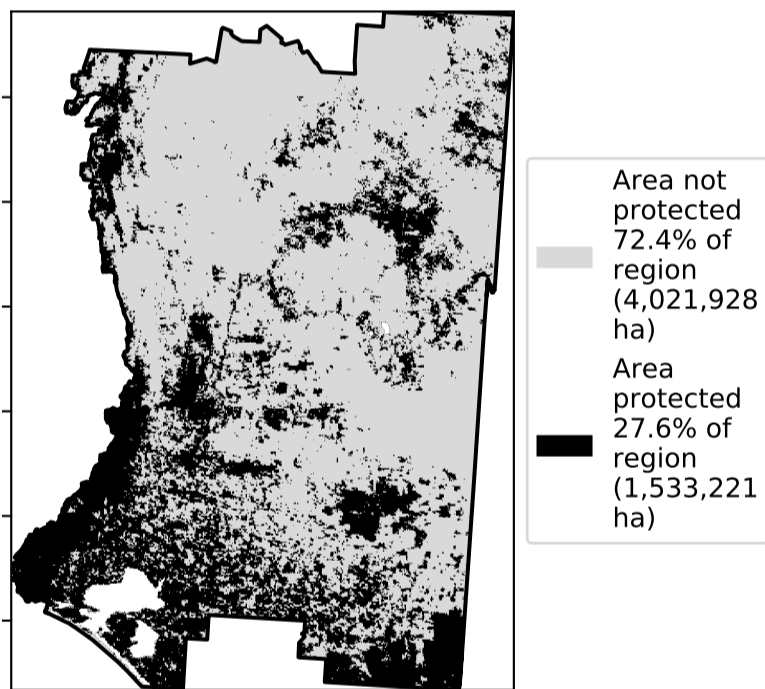 Area not
protected
72.4% of
region
(4,021,928
ha)
Area
protected
27.6% of
region
(1,533,221
ha)